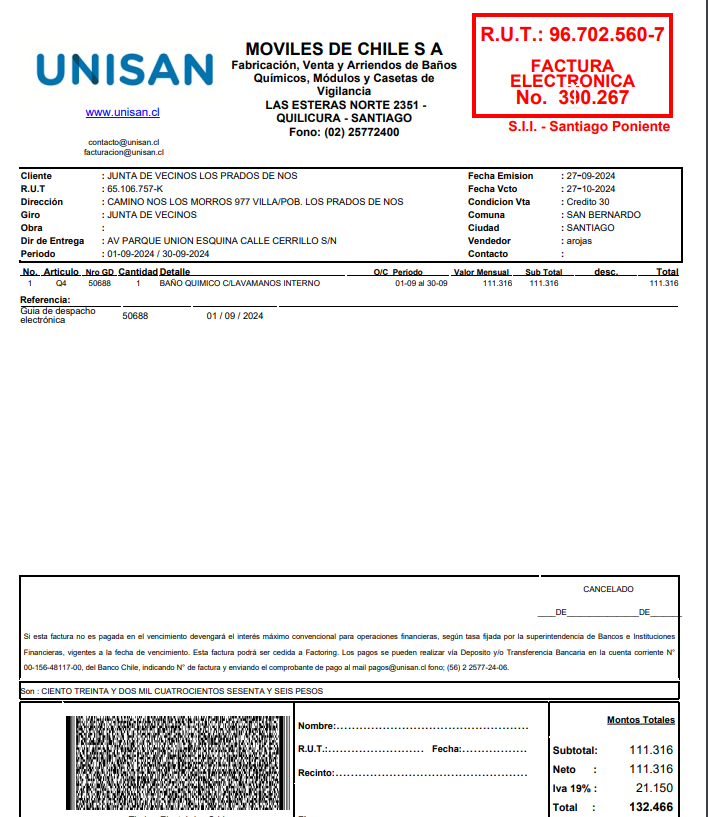 UNISAN
www.unisan.cl
contacto@unisan.cl
facturacion@unisan.cl
MOVILES DE CHILE S A
Fabricación, Venta y Arriendos de Baños
Químicos, Módulos y Casetas de
Vigilancia
LAS ESTERAS NORTE 2351 -
QUILICURA - SANTIAGO
Fono: (02) 25772400
R.U.T.: 96.702.560-7
FACTURA
ELECTRONICA
No. 390.267
S.I.I. - Santiago Poniente
Cliente : JUNTA DE VECINOS LOS PRADOS DE NOS
R.U.T : 65.106.757-K
Dirección : CAMINO NOS LOS MORROS 977 VILLA/POB. LOS PRADOS DE NOS
Giro : JUNTA DE VECINOS
Obra :
Dir de Entrega : AV PARQUE UNION ESQUINA CALLE CERRILLO S/N
Periodo : 01-09-2024 / 30-09-2024
Fecha Emision : 27-09-2024
Fecha Vcto : 27-10-2024
Condicion Vta : Credito 30
Comuna : SAN BERNARDO
Ciudad : SANTIAGO
Vendedor : arojas
Contacto :
No. Articulo Nro GD Cantidad Detalle O/C Periodo Valor Mensual Sub Total desc. Total
1 Q4 50688 1 BAÑO QUIMICO C/LAVAMANOS INTERNO 01-09 al 30-09 111.316 111.316 111.316
Referencia:
Guia de despacho
electrónica 50688 01 / 09 / 2024
CANCELADO
____DE________________DE_______
Si esta factura no es pagada en el vencimiento devengará el interés máximo convencional para operaciones financieras, según tasa fijada por la superintendencia de Bancos e Instituciones
Financieras, vigentes a la fecha de vencimiento. Esta factura podrá ser cedida a Factoring. Los pagos se pueden realizar vía Deposito y/o Transferencia Bancaria en la cuenta corriente N°
00-156-48117-00, del Banco Chile, indicando N° de factura y enviando el comprobante de pago al mail pagos@unisan.cl fono; (56) 2 2577-24-06.
Son : CIENTO TREINTA Y DOS MIL CUATROCIENTOS SESENTA Y SEIS PESOS
Nombre:................................................
R.U.T.:........................ Fecha:................
Recinto:................................................
Montos Totales
Subtotal: 111.316
Neto : 111.316
Iva 19% : 21.150
Total : 132.466